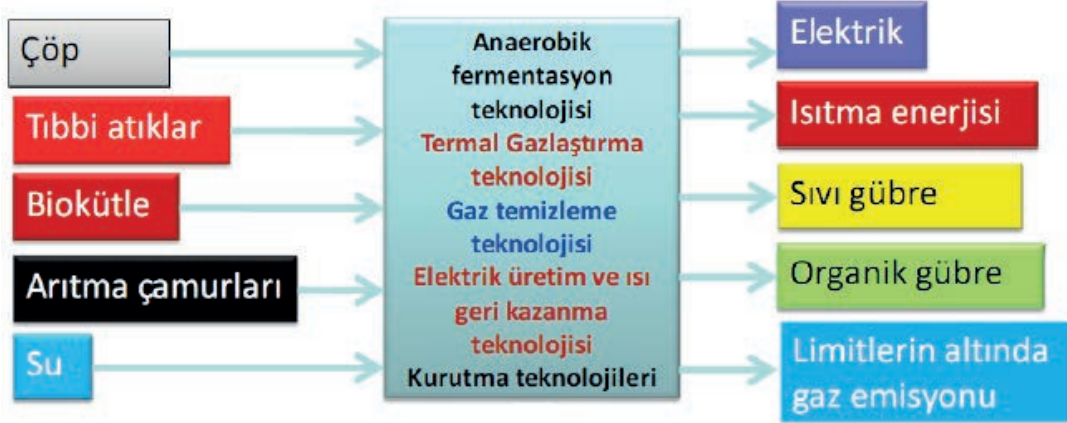 Çöp
Tıbbi atıklar
Biokütle
Arıtma çamurları
Su
Anaerobik
fermentasyon
teknolojisi
Termal Gazlaştırma
teknolojisi
Gaz temizleme
teknolojisi
Elektrik üretim ve ısı
geri kazanma
teknolojisi
Kurutma teknolojileri
Elektrik
Isıtma enerjisi
Sıvı gübre
Organik gübre
Limitlerin altında
gaz emisyonu